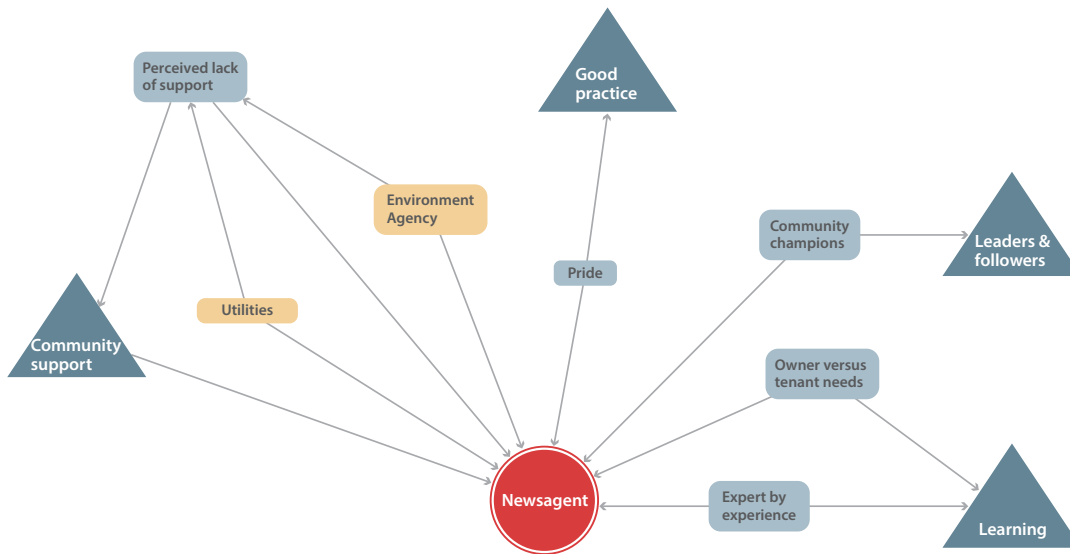 Perceived lack
of support
Good
practice
Environment
Agency
Community
champions
Leaders &
followers
Pride
Utilities
Community
support
Owner versus
tenant needs
Newsagent
Expert by
experience
Learning